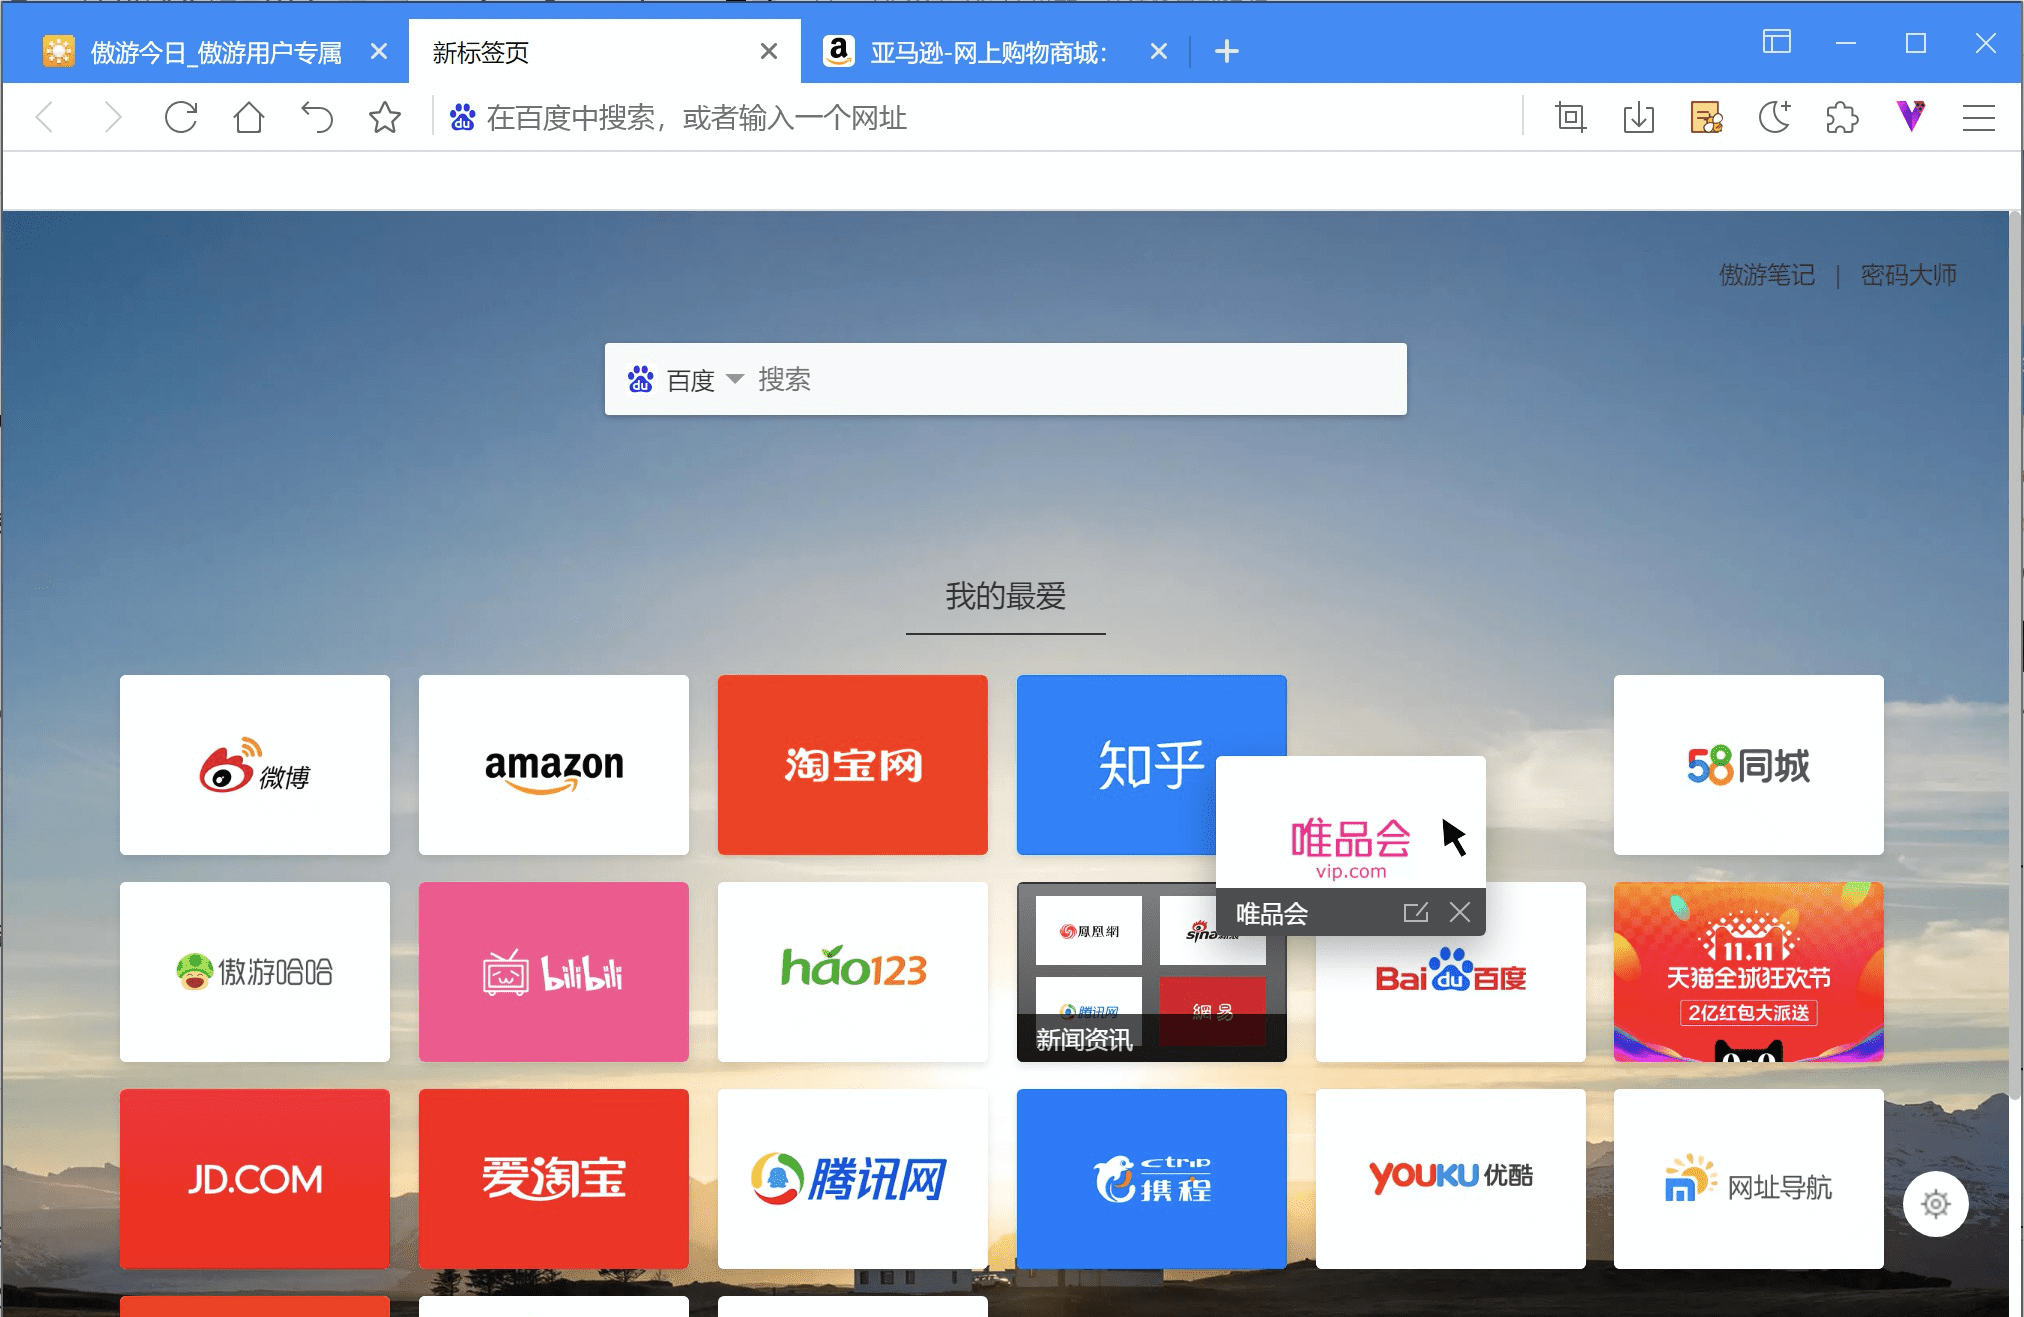 傲游今日_傲游用户专属
新标签页
a
亚马逊-网上购物商城：
du
在百度中搜索，或者输入一个网址
傲游笔记 | 密码大师
du
百度
搜索
我的最爱
微博
amazon
淘宝网
知乎
唯品会
vip.com
唯品会
58同城
傲游哈哈
bilibili
hao123
鳳凰網
sina
腾讯网
網易
新闻资讯
Bai du 百度
11.11
天猫全球狂欢节
2亿红包大派送
JD.COM
爱淘宝
腾讯网
Ctrip
携程
YOUKU 优酷
网址导航